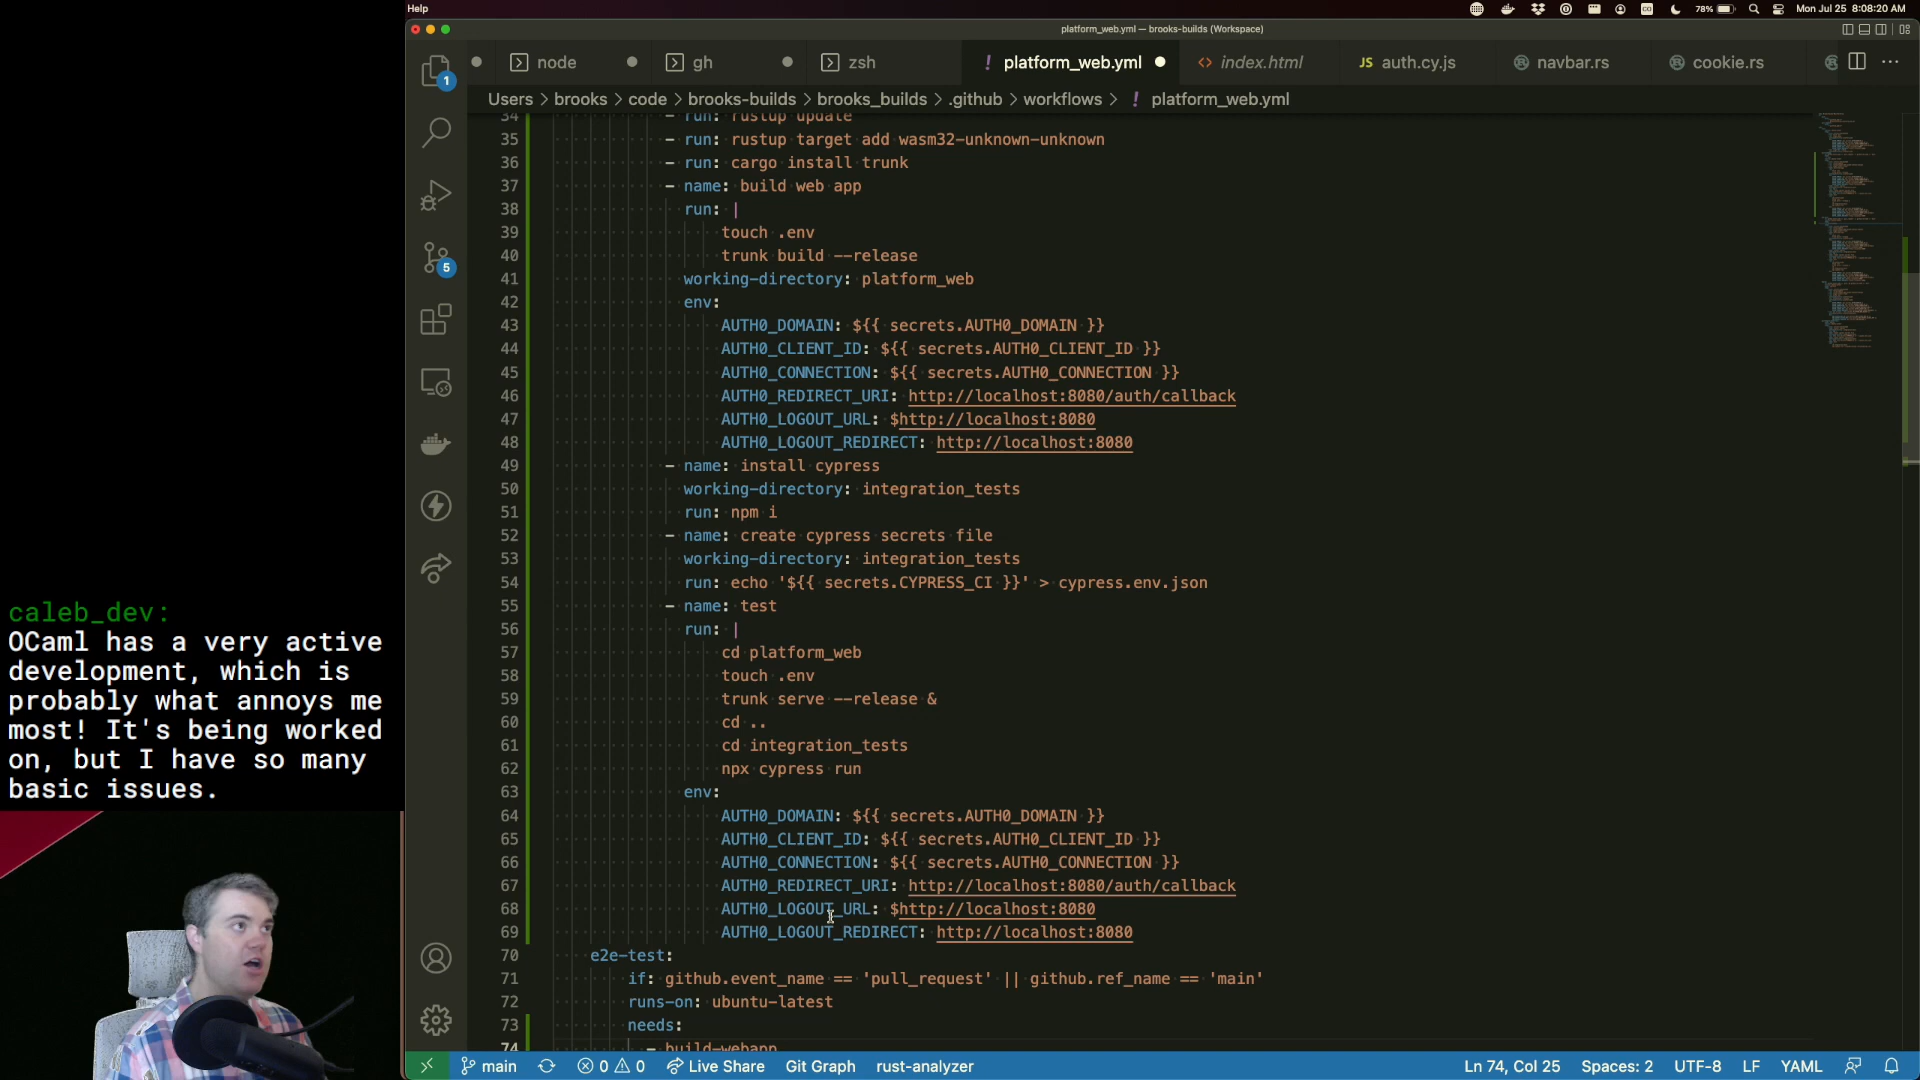 Help
78%
Mon Jul 25 8:08:20 AM
platform_web.yml — brooks-builds (Workspace)
node
gh
zsh
! platform_web.yml
<> index.html
JS auth.cy.js
navbar.rs
cookie.rs
Users > brooks > code > brooks-builds > brooks_builds > .github > workflows > ! platform_web.yml
1
5
34 - run: rustup update
35 - run: rustup target add wasm32-unknown-unknown
36 - run: cargo install trunk
37 - name: build web app
38 run: |
39 touch .env
40 trunk build --release
41 working-directory: platform_web
42 env:
43 AUTH0_DOMAIN: ${{ secrets.AUTH0_DOMAIN }}
44 AUTH0_CLIENT_ID: ${{ secrets.AUTH0_CLIENT_ID }}
45 AUTH0_CONNECTION: ${{ secrets.AUTH0_CONNECTION }}
46 AUTH0_REDIRECT_URI: http://localhost:8080/auth/callback
47 AUTH0_LOGOUT_URL: $http://localhost:8080
48 AUTH0_LOGOUT_REDIRECT: http://localhost:8080
49 - name: install cypress
50 working-directory: integration_tests
51 run: npm i
52 - name: create cypress secrets file
53 working-directory: integration_tests
54 run: echo '${{ secrets.CYPRESS_CI }}' > cypress.env.json
55 - name: test
56 run: |
57 cd platform_web
58 touch .env
59 trunk serve --release &
60 cd ..
61 cd integration_tests
62 npx cypress run
63 env:
64 AUTH0_DOMAIN: ${{ secrets.AUTH0_DOMAIN }}
65 AUTH0_CLIENT_ID: ${{ secrets.AUTH0_CLIENT_ID }}
66 AUTH0_CONNECTION: ${{ secrets.AUTH0_CONNECTION }}
67 AUTH0_REDIRECT_URI: http://localhost:8080/auth/callback
68 AUTH0_LOGOUT_URL: $http://localhost:8080
69 AUTH0_LOGOUT_REDIRECT: http://localhost:8080
70 e2e-test:
71 if: github.event_name == 'pull_request' || github.ref_name == 'main'
72 runs-on: ubuntu-latest
73 needs:
74 - build-webapp
caleb_dev:
OCaml has a very active
development, which is
probably what annoys me
most! It's being worked
on, but I have so many
basic issues.
main
0 0
Live Share
Git Graph
rust-analyzer
Ln 74, Col 25
Spaces: 2
UTF-8
LF
YAML